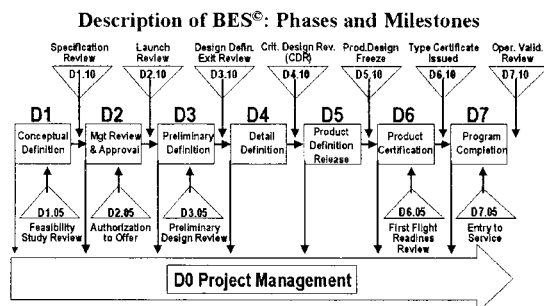 Description of BES©: Phases and Milestones
Specification
Review
D1.10
Launch
Review
D2.10
Design Defin.
Exit Review
D3.10
Crit. Design Rev.
(CDR)
D4.10
Prod.Design
Freeze
D5.10
Type Certificate
Issued
D6.10
Oper. Valid.
Review
D7.10
D1
Conceptual
Definition
D2
Mgt Review
& Approval
D3
Preliminary
Definition
D4
Detail Definition
D5
Product
Definition
Release
D6
Product
Certification
D7
Program
Completion
D1.05
Feasibility
Study Review
D2.05
Authorization
to Offer
D3.05
Preliminary
Design Review
D6.05
First Flight
Readines
Review
D7.05
Entry to
Service
D0 Project Management